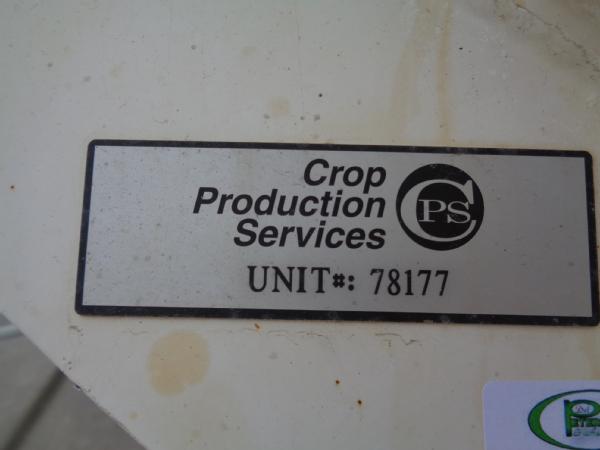 Crop
Production
Services
CPS.
UNIT#: 78177